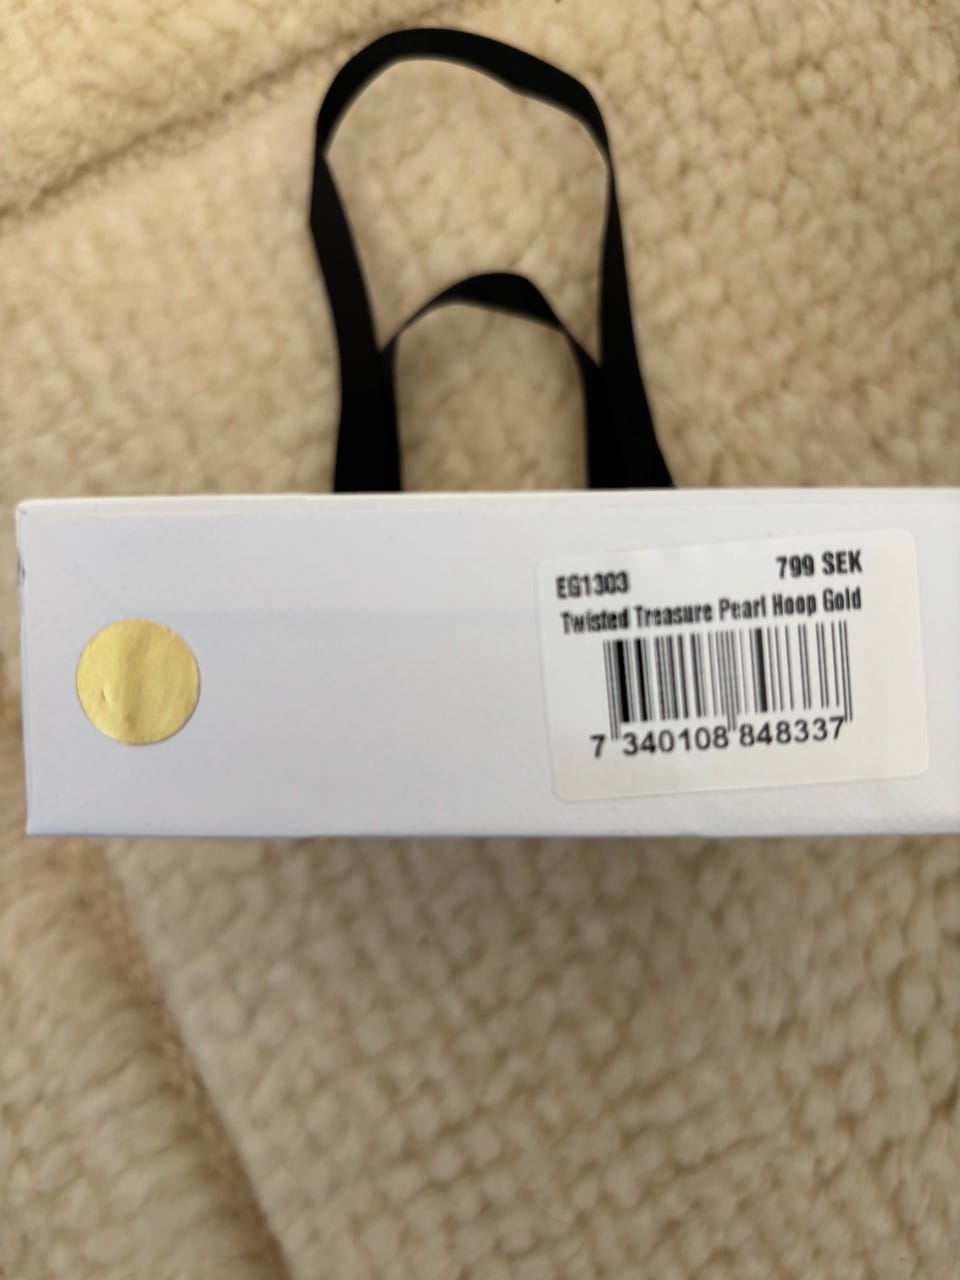 EG1303 799 SEK
Twisted Treasure Pearl Hoop Gold
7 340108 848337